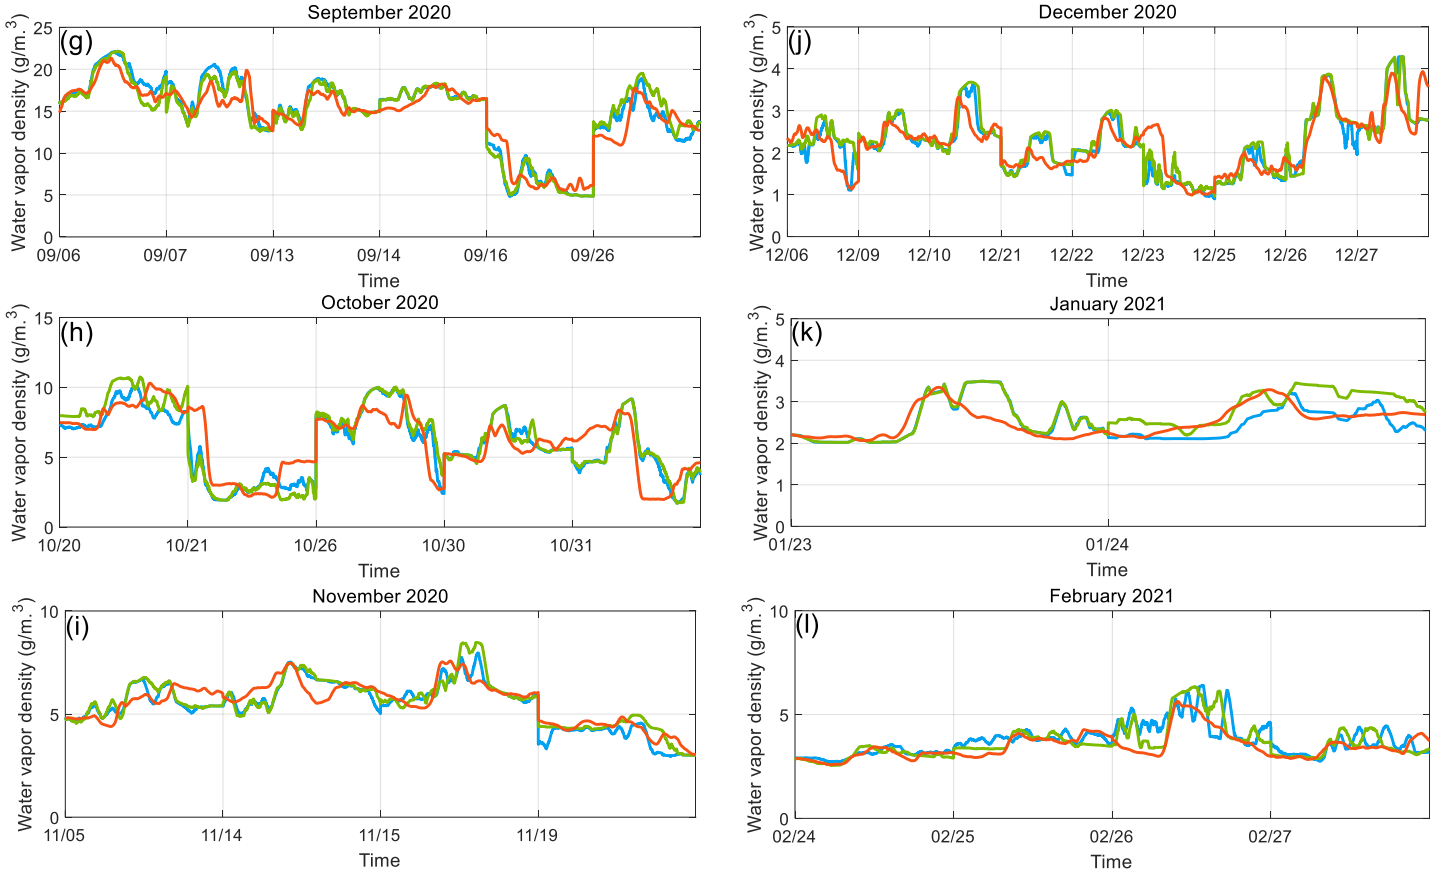 September 2020
(g)
Water vapor density (g/m.³)
25
20
15
10
5
0
09/06 09/07 09/13 09/14 09/16 09/26
Time
December 2020
(j)
Water vapor density (g/m.³)
5
4
3
2
1
0
12/06 12/09 12/10 12/21 12/22 12/23 12/25 12/26 12/27
Time
October 2020
(h)
Water vapor density (g/m.³)
15
10
5
0
10/20 10/21 10/26 10/30 10/31
Time
January 2021
(k)
Water vapor density (g/m.³)
5
4
3
2
1
0
01/23 01/24
Time
November 2020
(i)
Water vapor density (g/m.³)
10
5
0
11/05 11/14 11/15 11/19
Time
February 2021
(l)
Water vapor density (g/m.³)
10
5
0
02/24 02/25 02/26 02/27
Time